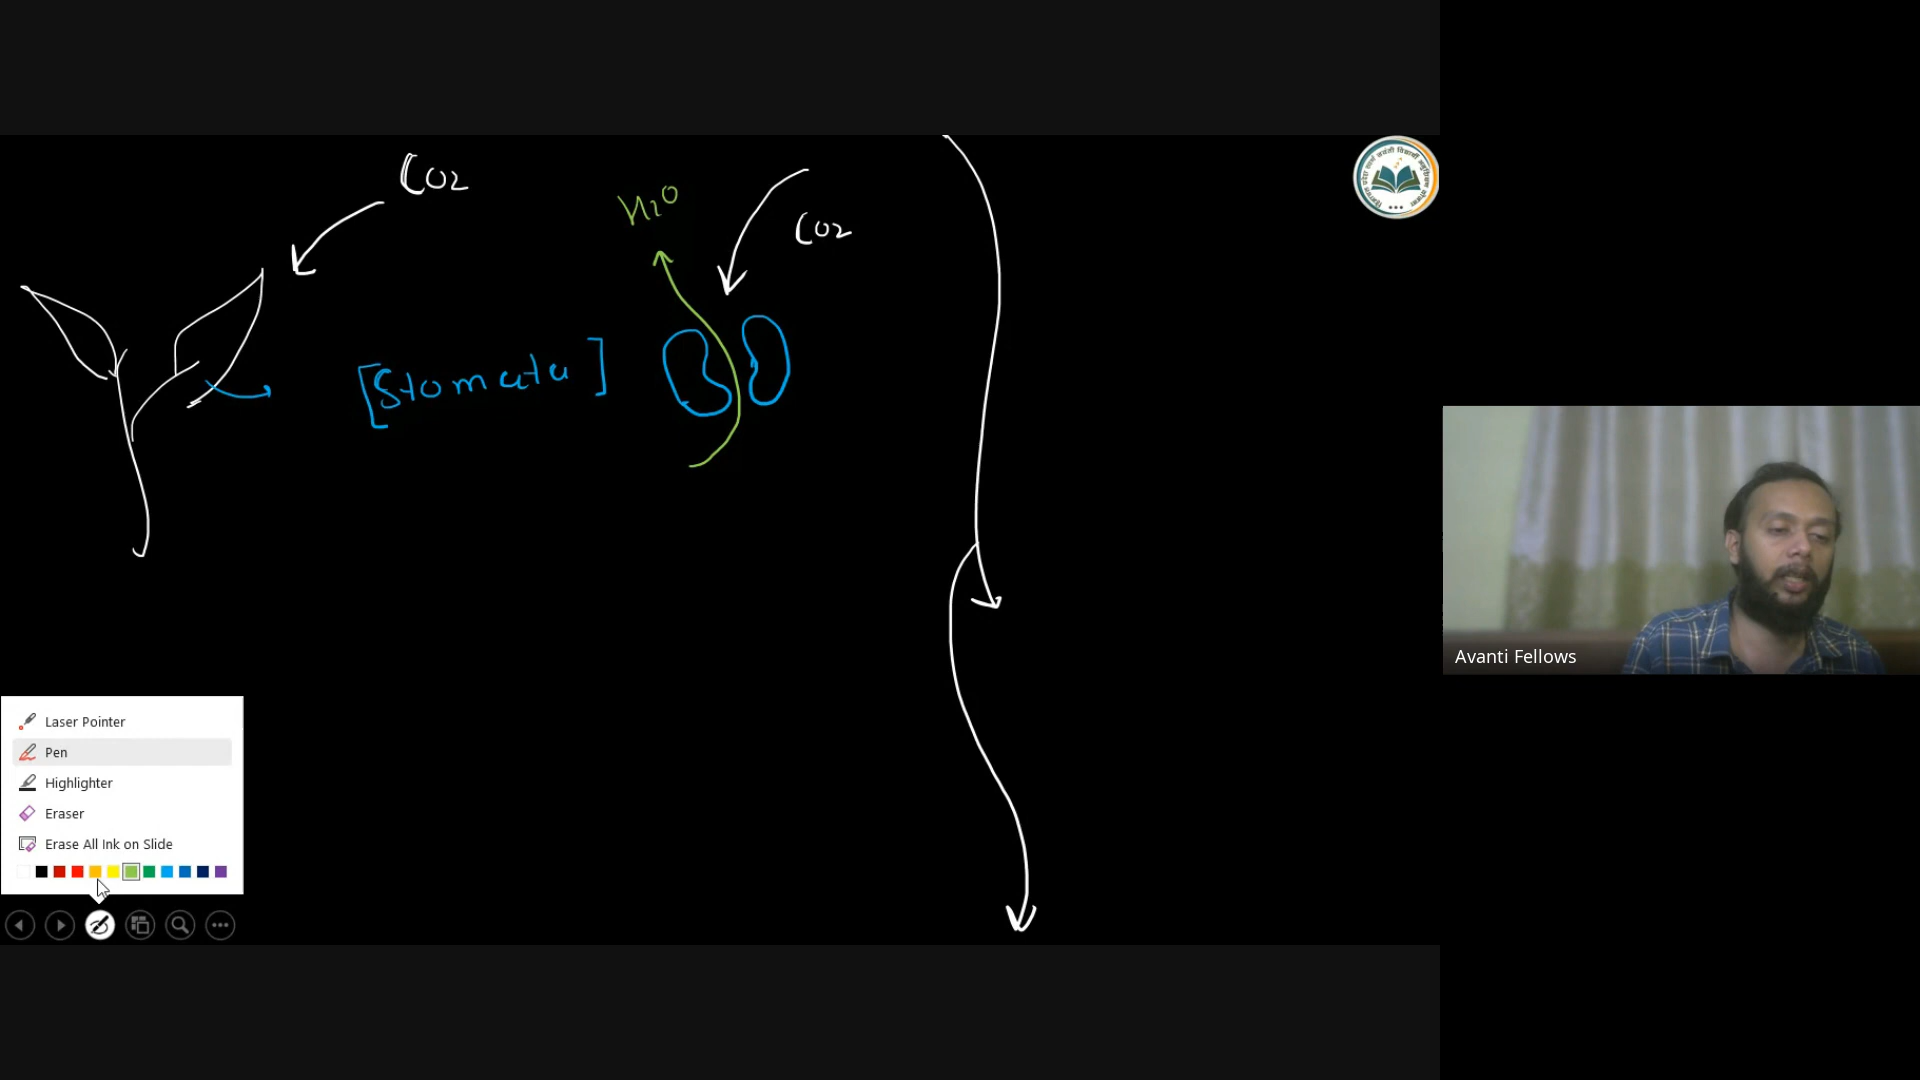 CO2
H2O
CO2
[Stomata]
Laser Pointer
Pen
Highlighter
Eraser
Erase All Ink on Slide
Avanti Fellows